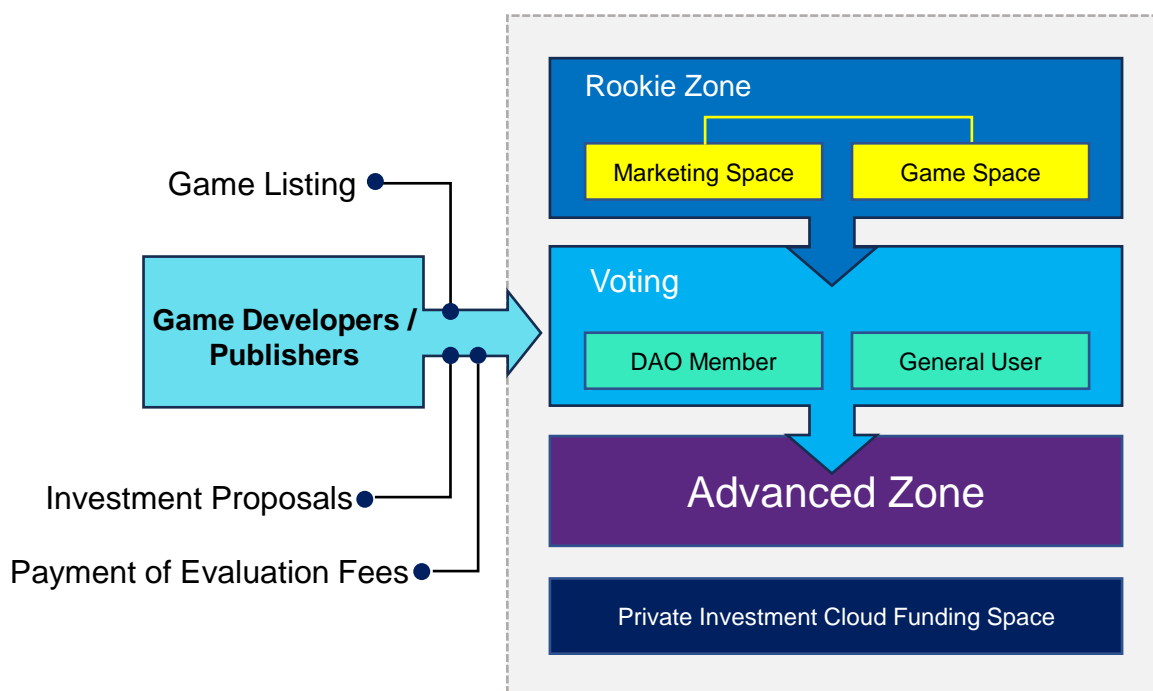 Rookie Zone
Marketing Space
Game Space
Game Listing
Voting
Game Developers /
Publishers
DAO Member
General User
Investment Proposals
Advanced Zone
Payment of Evaluation Fees
Private Investment Cloud Funding Space